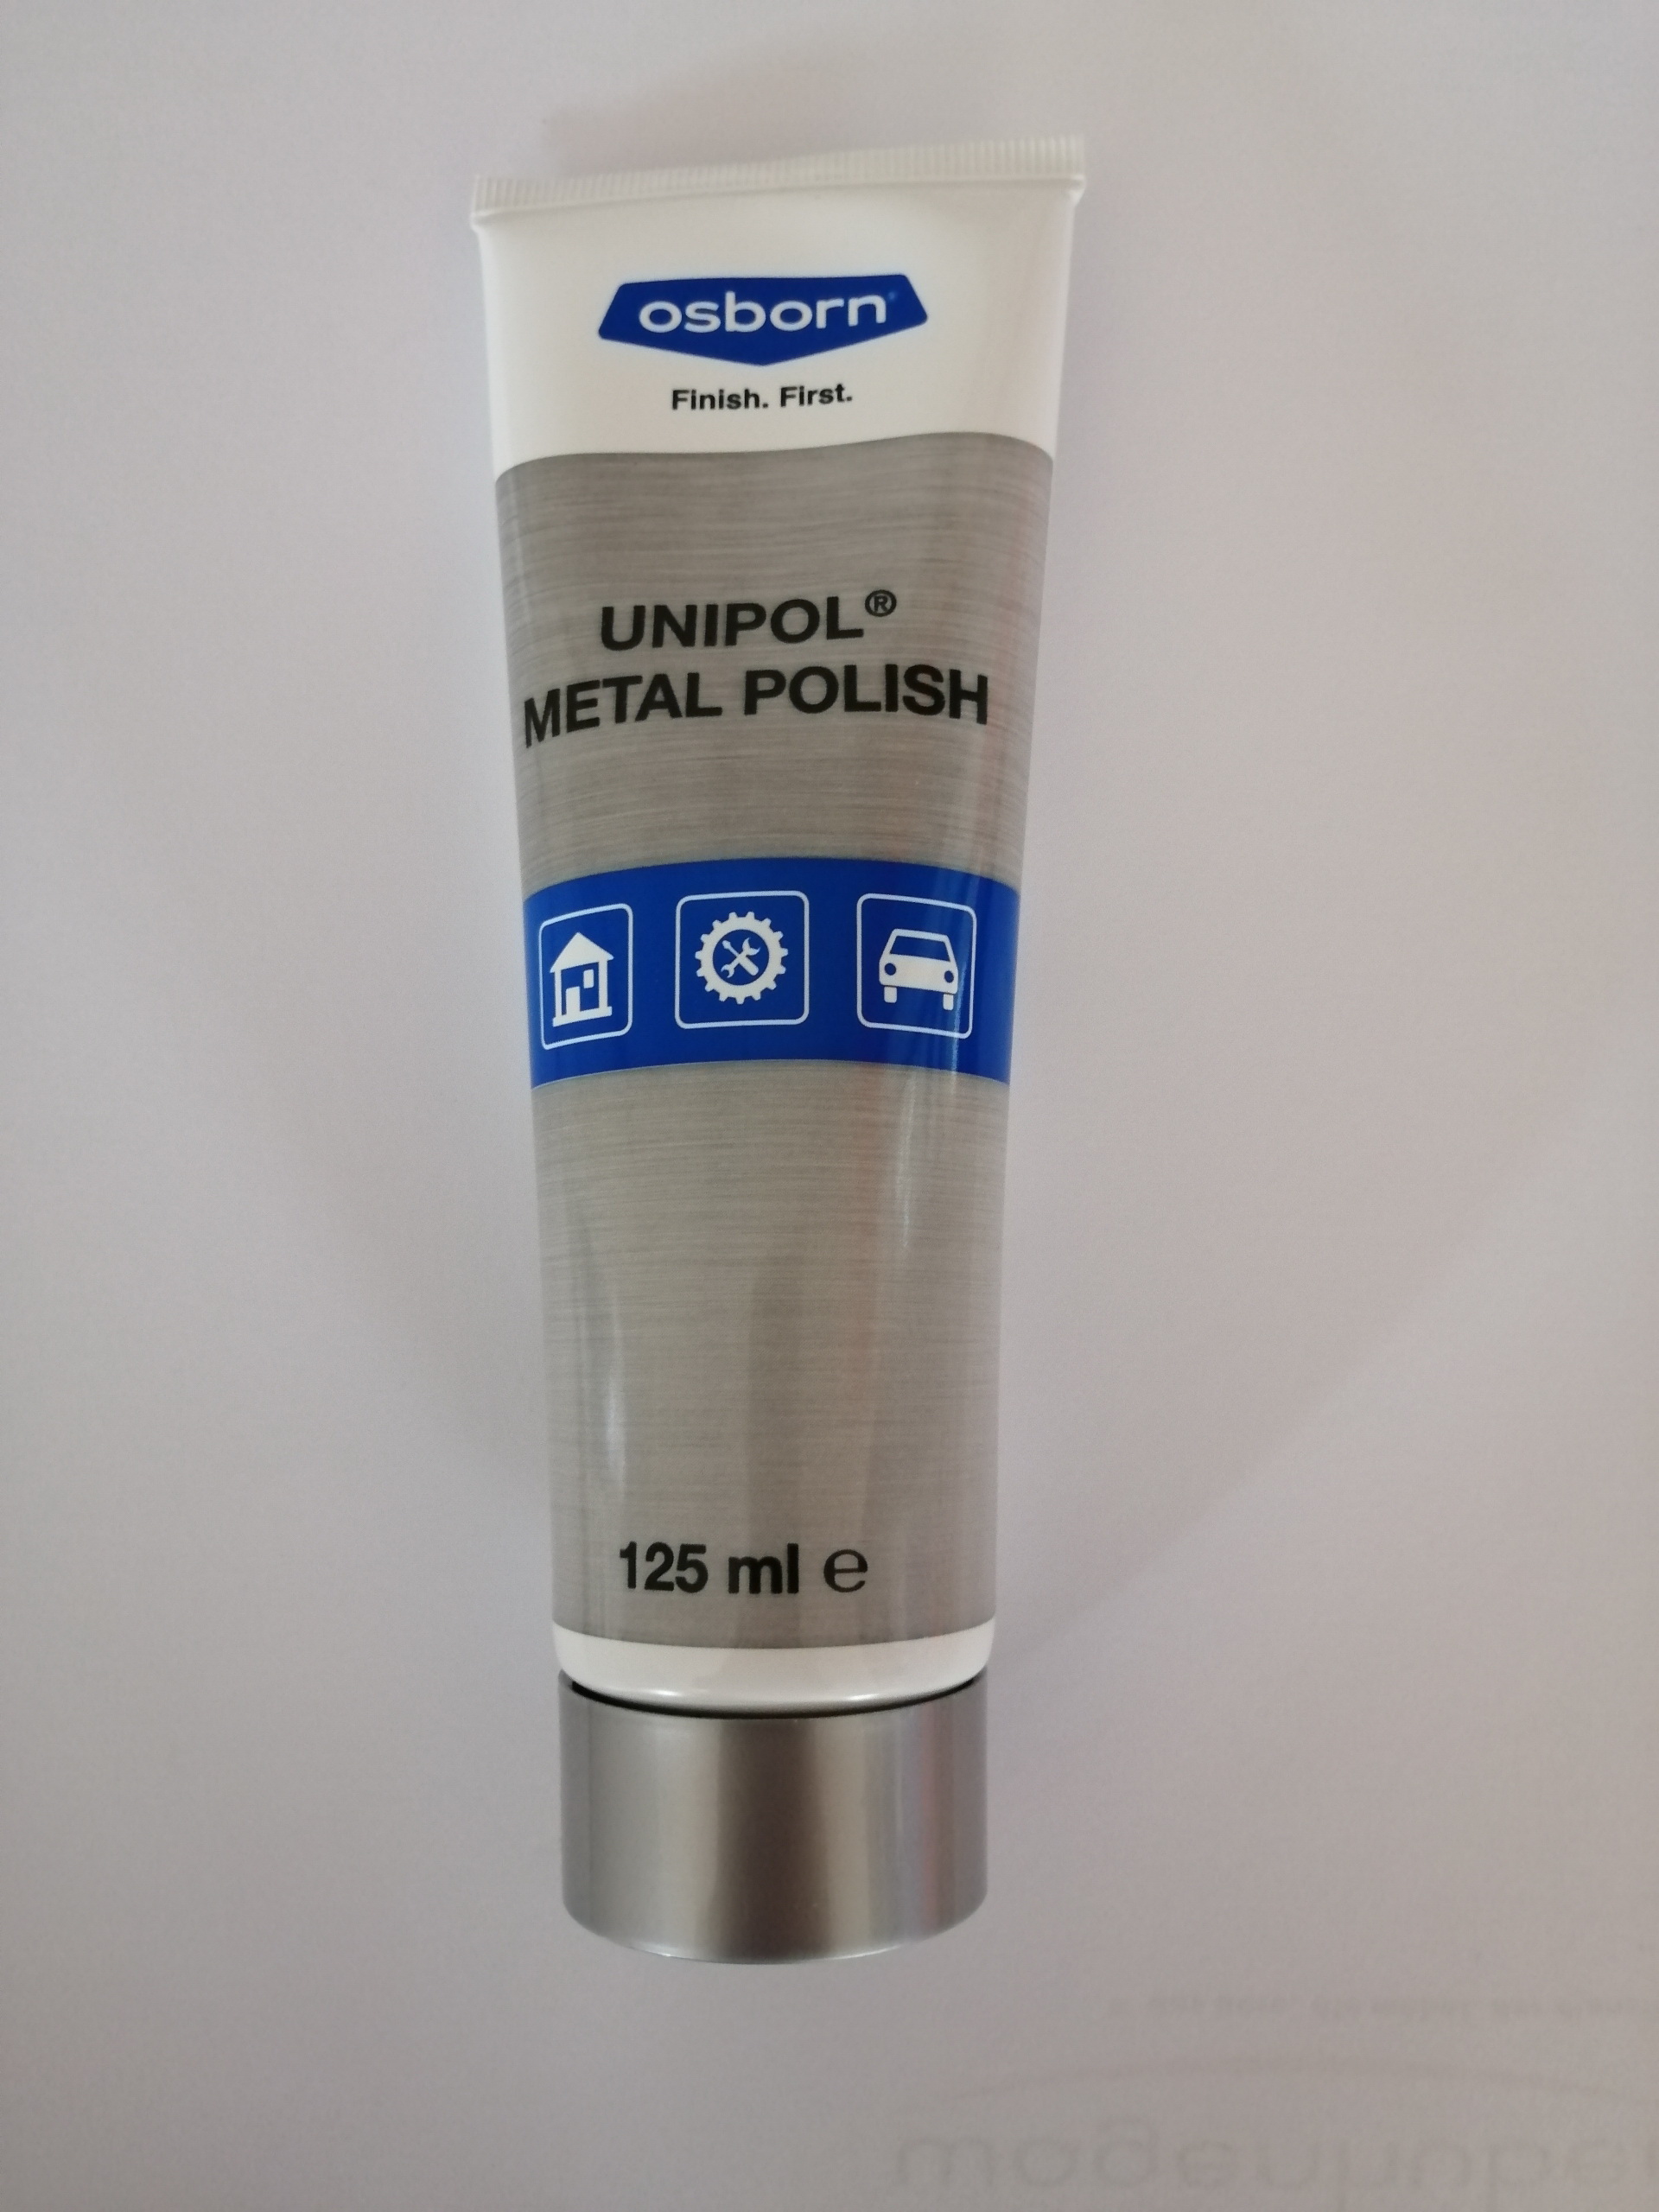 osborn®
Finish. First.
UNIPOL®
METAL POLISH
125 ml ℮